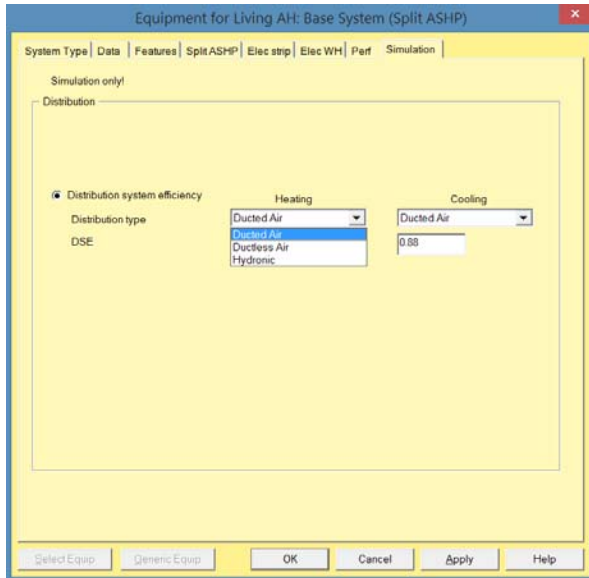 Equipment for Living AH: Base System (Split ASHP)
System Type Data Features Split ASHP Elec strip Elec WH Perf Simulation
Simulation only!
Distribution
Distribution system efficiency Heating Cooling
Distribution type Ducted Air Ducted Air
DSE Ducted Air 0.88
Ductless Air
Hydronic
Select Equip Generic Equip OK Cancel Apply Help